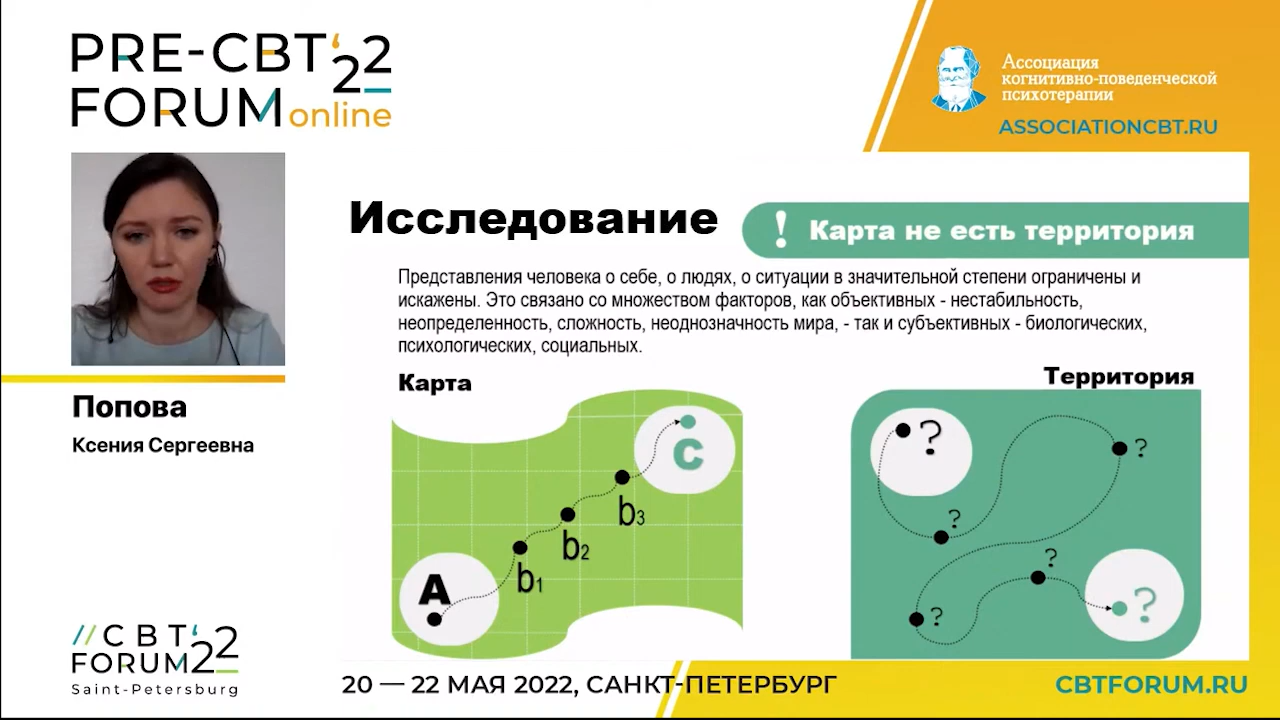 PRE-CBT'22
FORUM online
Ассоциация
когнитивно-поведенческой
психотерапии
ASSOCIATIONCBT.RU
Исследование
! Карта не есть территория
Представления человека о себе, о людях, о ситуации в значительной степени ограничены и
искажены. Это связано со множеством факторов, как объективных - нестабильность,
неопределенность, сложность, неоднозначность мира, - так и субъективных - биологических,
психологических, социальных.
Карта
C
b3
b2
b1
A
Территория
?
?
?
?
?
?
Попова
Ксения Сергеевна
//CBT'22
FORUM
Saint-Petersburg
20 — 22 МАЯ 2022, САНКТ-ПЕТЕРБУРГ
CBTFORUM.RU